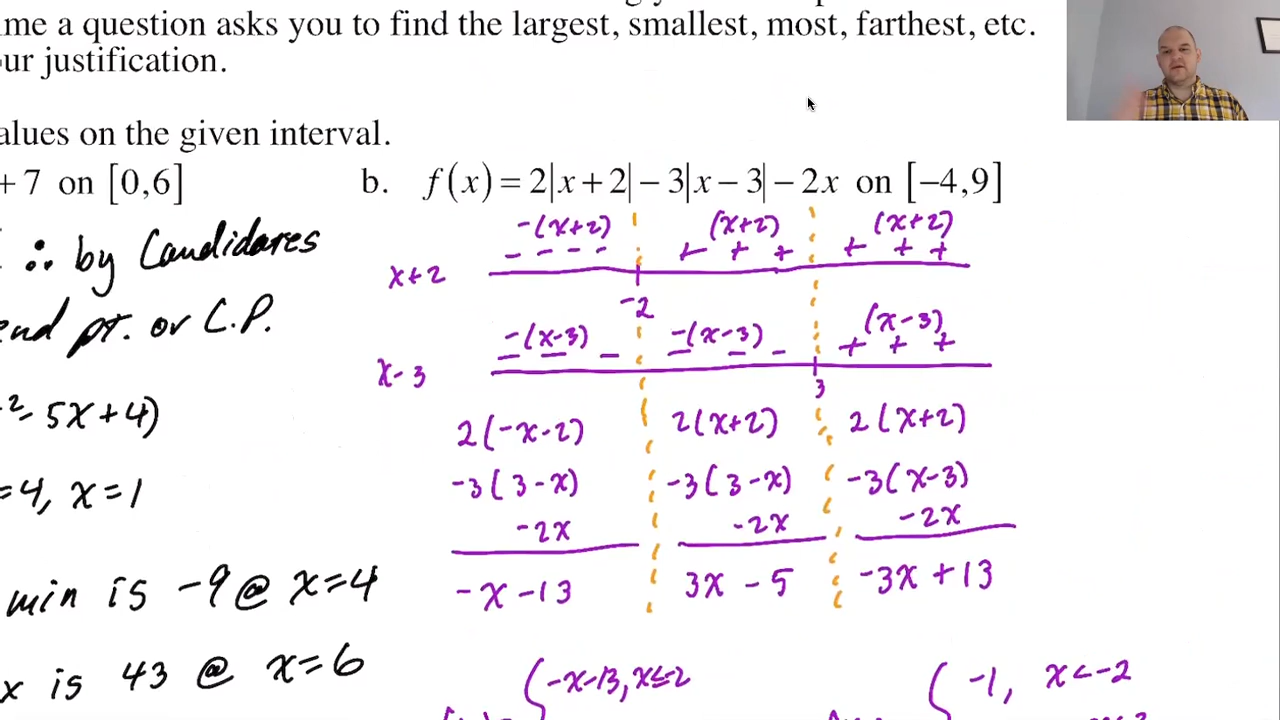 me a question asks you to find the largest, smallest, most, farthest, etc.
ur justification.
alues on the given interval.
+ 7 on [0,6]
∴ by Candidares
end pt. or C.P.
2- 5x+4)
=4, x=1
min is -9 @ x=4
x is 43 @ x=6
b. f(x) = 2|x+2| − 3|x−3| − 2x on [−4,9]
-(x+2) (x+2) (x+2)
- - - - + + + + + +
x+2
-2
-(x-3) -(x-3) (x-3)
- - - - - - + + +
x-3
3
2(-x-2) 2(x+2) 2(x+2)
-3(3-x) -3(3-x) -3(x-3)
-2x -2x -2x
-x-13 3x-5 -3x+13
-x-13, x≤-2
-1, x<-2